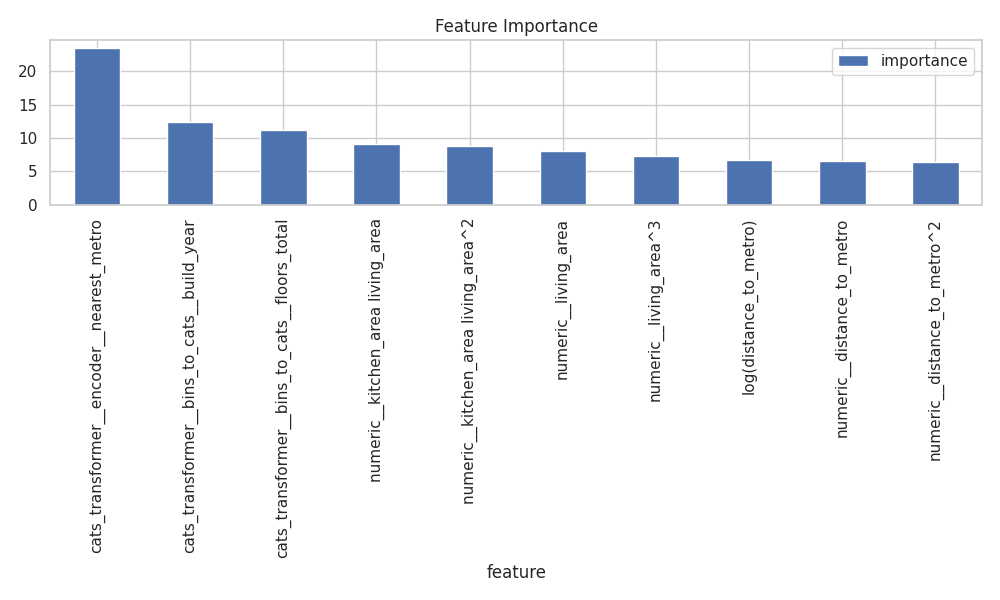 Feature Importance
importance
20
15
10
5
0
cats_transformer__encoder__nearest_metro
cats_transformer__bins_to_cats__build_year
cats_transformer__bins_to_cats__floors_total
numeric__kitchen_area living_area
numeric__kitchen_area living_area^2
numeric__living_area
numeric__living_area^3
log(distance_to_metro)
numeric__distance_to_metro
numeric__distance_to_metro^2
feature